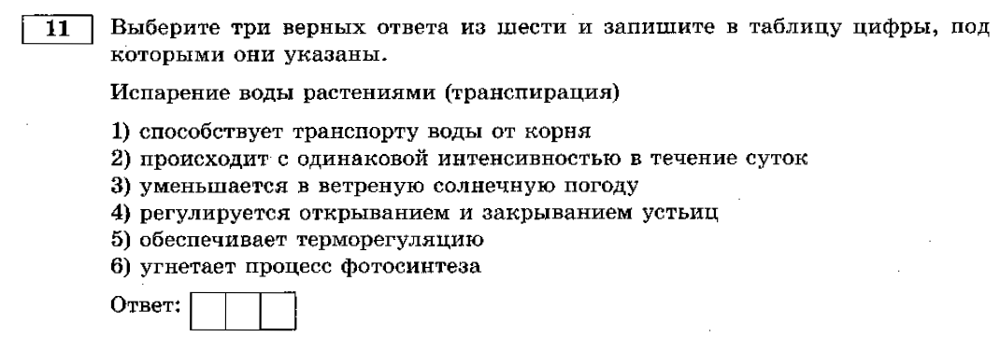 11 Выберите три верных ответа из шести и запишите в таблицу цифры, под
которыми они указаны.
Испарение воды растениями (транспирация)
1) способствует транспорту воды от корня
2) происходит с одинаковой интенсивностью в течение суток
3) уменьшается в ветреную солнечную погоду
4) регулируется открыванием и закрыванием устьиц
5) обеспечивает терморегуляцию
6) угнетает процесс фотосинтеза
Ответ: